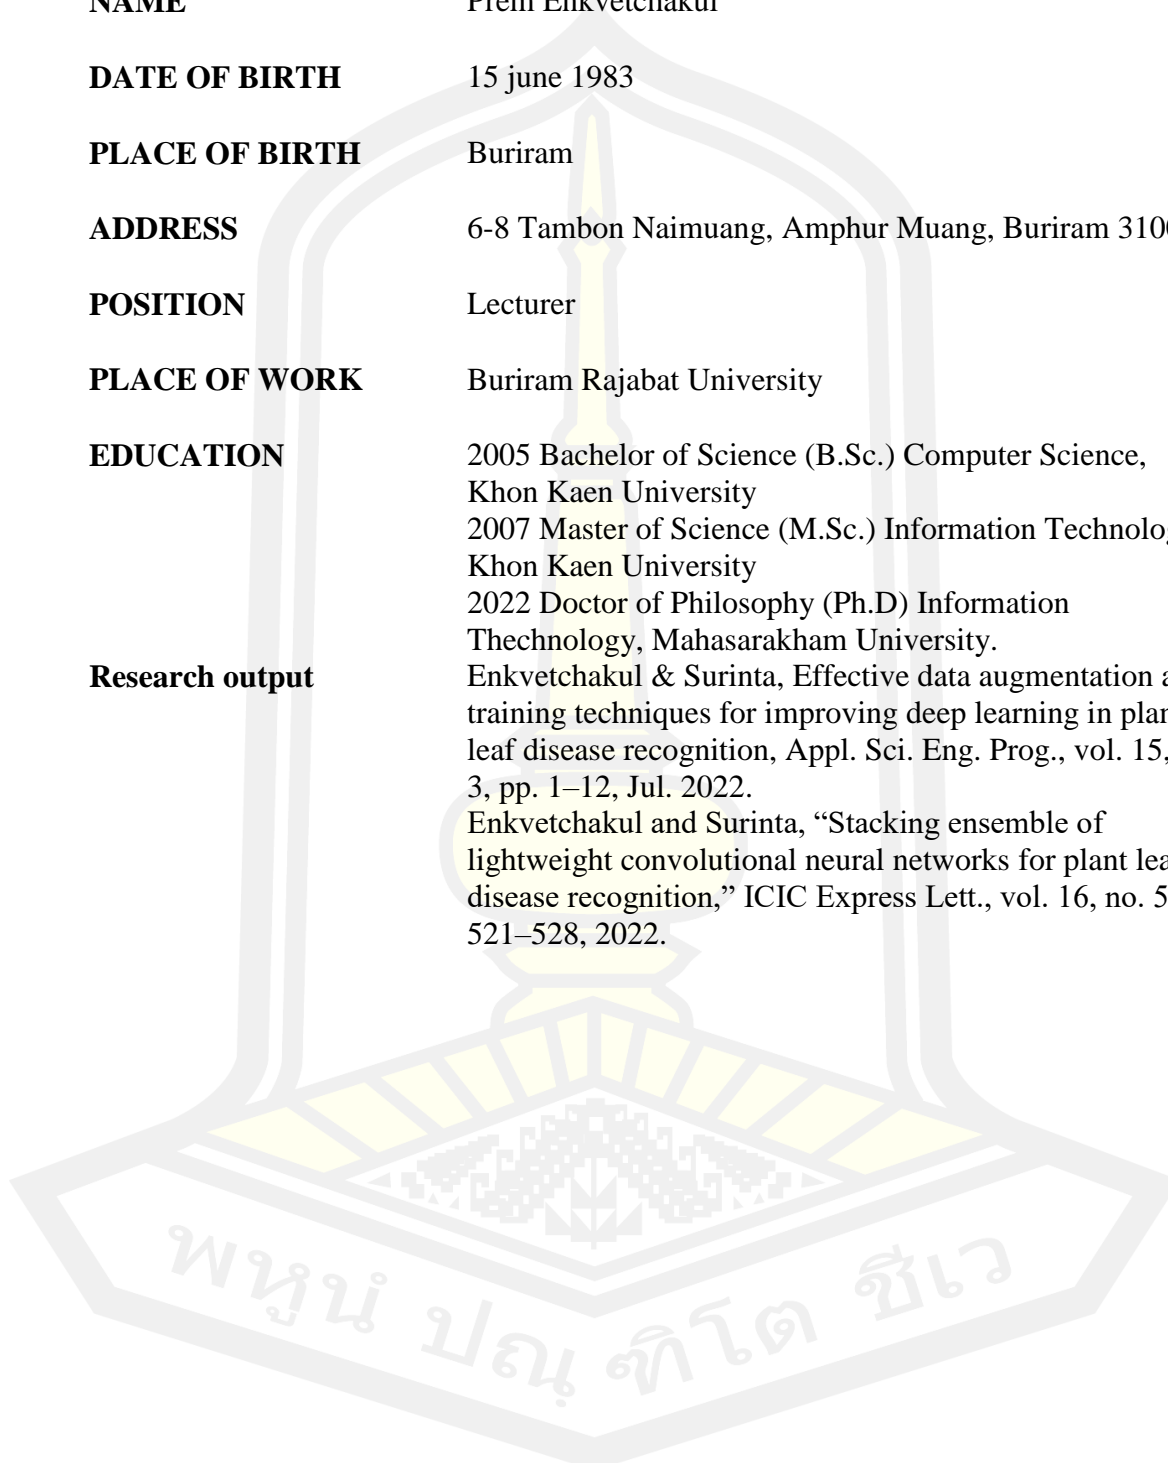 NAME Prem Enkvetchakul
DATE OF BIRTH 15 june 1983
PLACE OF BIRTH Buriram
ADDRESS 6-8 Tambon Naimuang, Amphur Muang, Buriram
POSITION Lecturer
PLACE OF WORK Buriram Rajabat University
EDUCATION 2005 Bachelor of Science (B.Sc.) Computer Science,
Khon Kaen University
2007 Master of Science (M.Sc.) Information
Khon Kaen University
2022 Doctor of Philosophy (Ph.D) Information
Thechnology, Mahasarakham University.
Research output Enkvetchakul & Surinta, Effective data augmentation
training techniques for improving deep learning in
leaf disease recognition, Appl. Sci. Eng. Prog., vol. 15,
3, pp. 1–12, Jul. 2022.
Enkvetchakul and Surinta, “Stacking ensemble of
lightweight convolutional neural networks for plant
disease recognition,” ICIC Express Lett., vol. 16, no. 5
521–528, 2022.
พหูนํ ปณฺฑิโต ชีเว